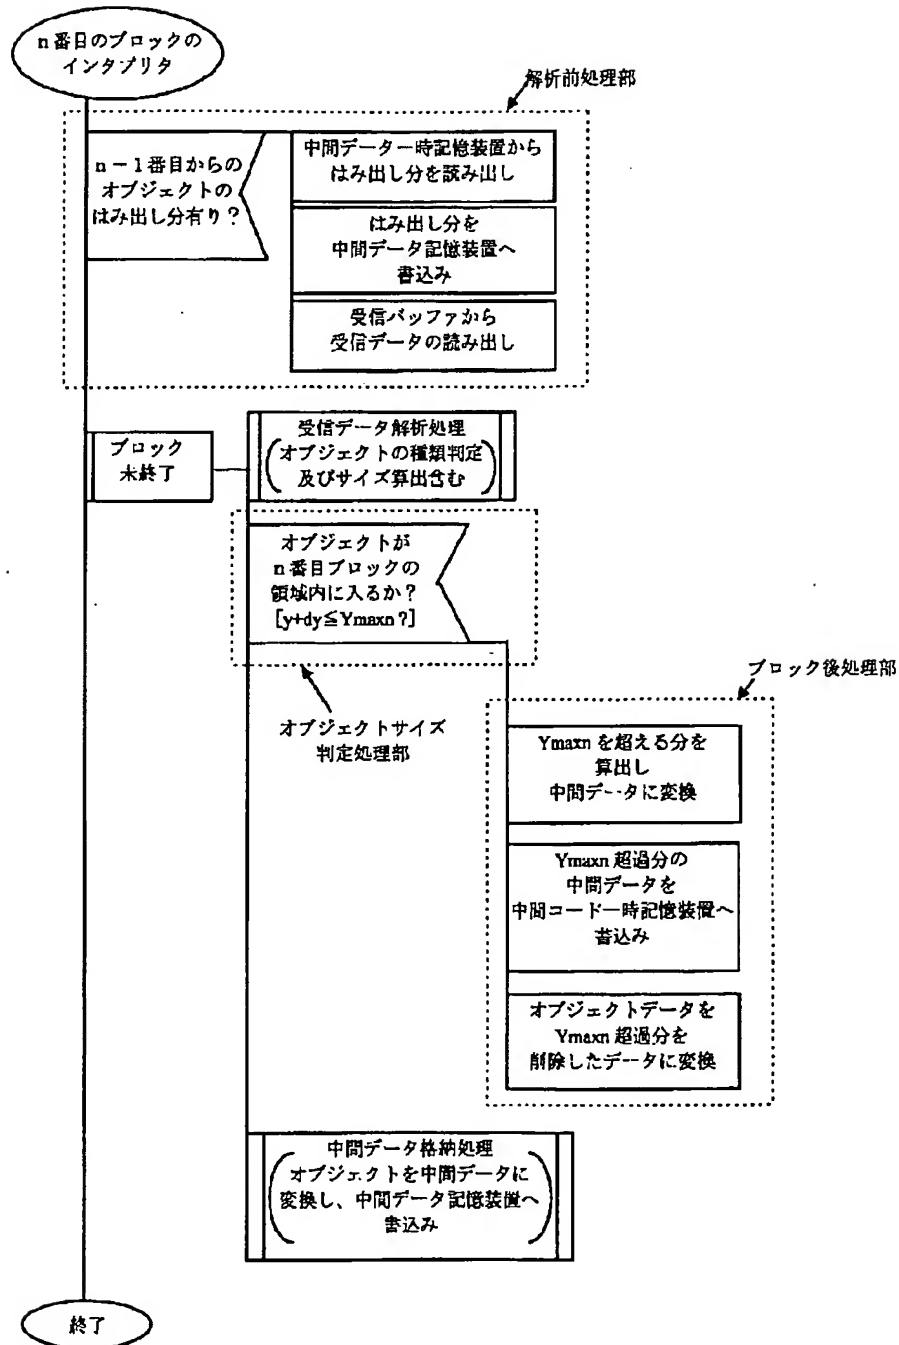 n番目のブロックの
インタプリタ
解析前処理部
n－1番目からの
オブジェクトの
はみ出し分有り？
中間データ一時記憶装置から
はみ出し分を読み出し
はみ出し分を
中間データ記憶装置へ
書込み
受信バッファから
受信データの読み出し
ブロック
未終了
受信データ解析処理
オブジェクトの種類判定
及びサイズ算出含む
オブジェクトが
n番目ブロックの
領域内に入るか？
[y+dy≦Ymaxn?]
オブジェクトサイズ
判定処理部
ブロック後処理部
Ymaxn を超える分を
算出し
中間データに変換
Ymaxn 超過分の
中間データを
中間コード一時記憶装置へ
書込み
オブジェクトデータを
Ymaxn 超過分を
削除したデータに変換
中間データ格納処理
オブジェクトを中間データに
変換し、中間データ記憶装置へ
書込み
終了